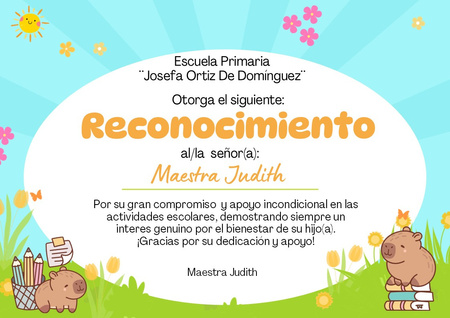 Escuela Primaria
¨Josefa Ortiz De Domínguez¨
Otorga el siguiente:
Reconocimiento
al/la señor(a):
Maestra Judith
Por su gran compromiso y apoyo incondicional en las
actividades escolares, demostrando siempre un
interes genuino por el bienestar de su hijo(a).
¡Gracias por su dedicación y apoyo!
Maestra Judith